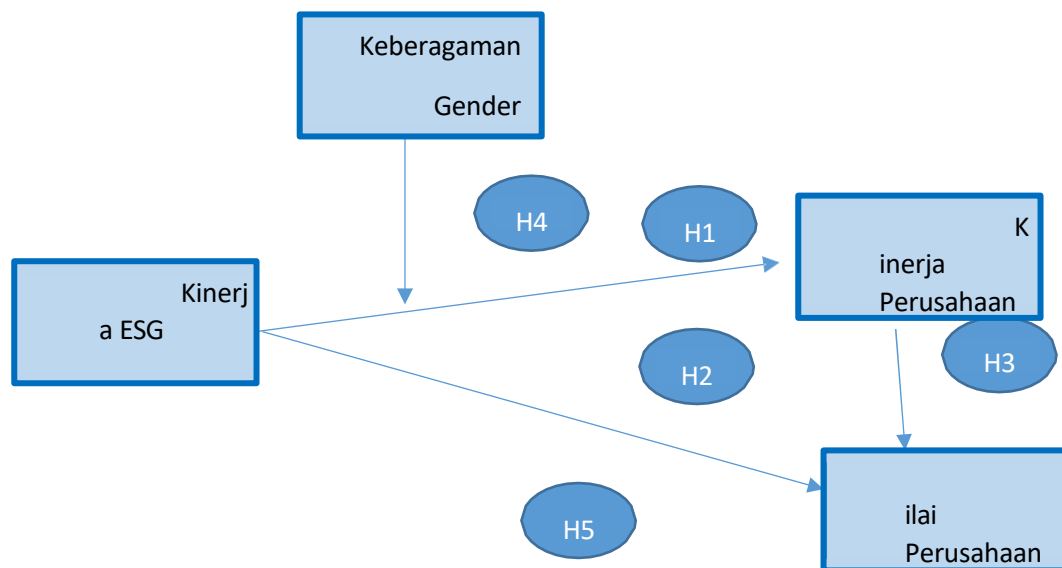 Keberagaman
Gender
H4
H1
K
inerja
Perusahaan
Kinerj
a ESG
H2
H3
H5
ilai
Perusahaan